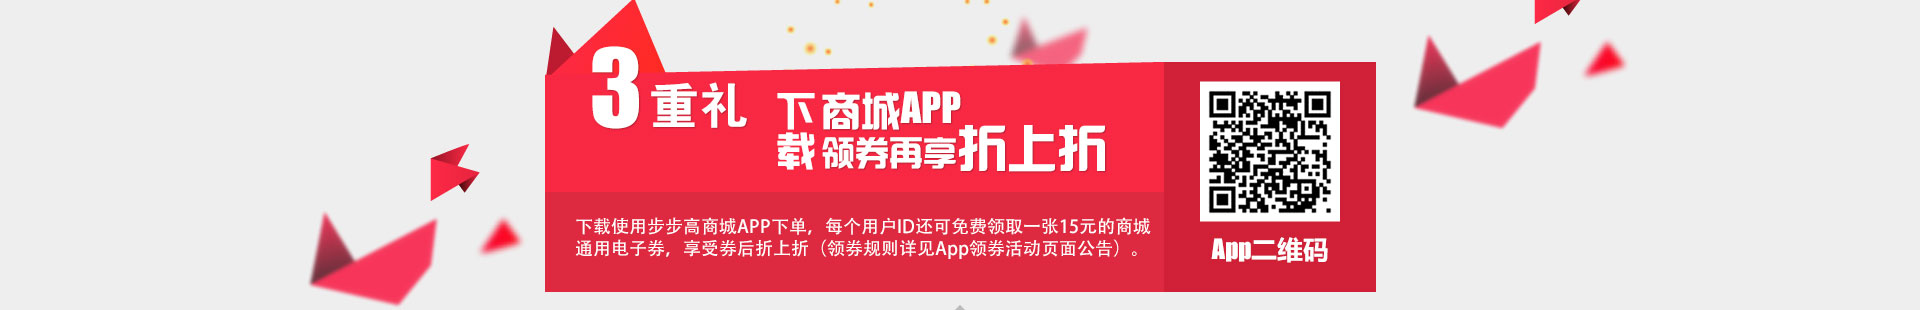 3重礼
下载 商城APP
领券再享折上折
下载使用步步高商城APP下单，每个用户ID还可免费领取一张15元的商城
通用电子券，享受券后折上折（领券规则详见App领券活动页面公告）。
App二维码